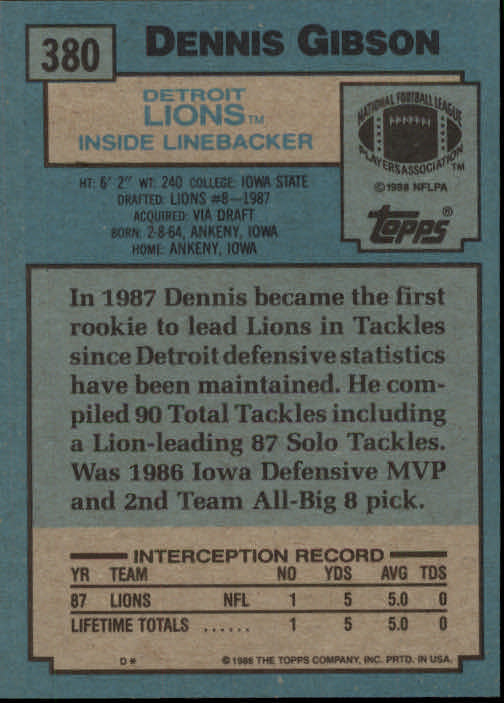 380
DENNIS GIBSON
DETROIT
LIONS™
INSIDE LINEBACKER
NATIONAL FOOTBALL LEAGUE
PLAYERS ASSOCIATION™
©1988 NFLPA
Topps®
HT: 6' 2" WT: 240 COLLEGE: IOWA STATE
DRAFTED: LIONS #8—1987
ACQUIRED: VIA DRAFT
BORN: 2-8-64, ANKENY, IOWA
HOME: ANKENY, IOWA
In 1987 Dennis became the first
rookie to lead Lions in Tackles
since Detroit defensive statistics
have been maintained. He com-
piled 90 Total Tackles including
a Lion-leading 87 Solo Tackles.
Was 1986 Iowa Defensive MVP
and 2nd Team All-Big 8 pick.
INTERCEPTION RECORD
YR TEAM NO YDS AVG TDS
87 LIONS NFL 1 5 5.0 0
LIFETIME TOTALS ...... 1 5 5.0 0
D* ©1988 THE TOPPS COMPANY, INC. PRTD. IN USA.